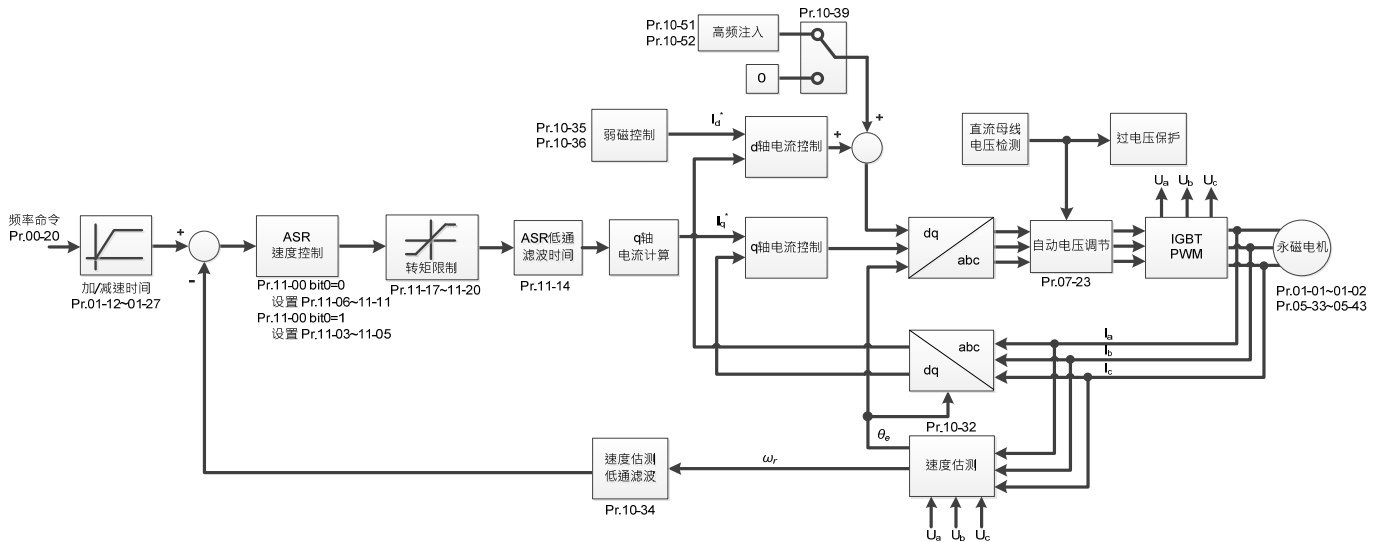 Pr.10-39
Pr.10-51
Pr.10-52
高频注入
0
+
Pr.10-35
Pr.10-36
弱磁控制
Id*
d轴电流控制
+
直流母线
电压检测
过电压保护
Ua
Ub
Uc
频率命令
Pr.00-20
加/减速时间
Pr.01-12~01-27
+
-
ASR
速度控制
Pr.11-00 bit0=0
设置 Pr.11-06~11-11
Pr.11-00 bit0=1
设置 Pr.11-03~11-05
转矩限制
Pr.11-17~11-20
ASR低通
滤波时间
Pr.11-14
q轴
电流计算
Iq*
q轴电流控制
dq
abc
自动电压调节
Pr.07-23
IGBT
PWM
永磁电机
Pr.01-01~01-02
Pr.05-33~05-43
abc
dq
Ia
Ib
Ic
θe
Pr.10-32
速度估测
ωr
速度估测
低通滤波
Pr.10-34
Ua
Ub
Uc